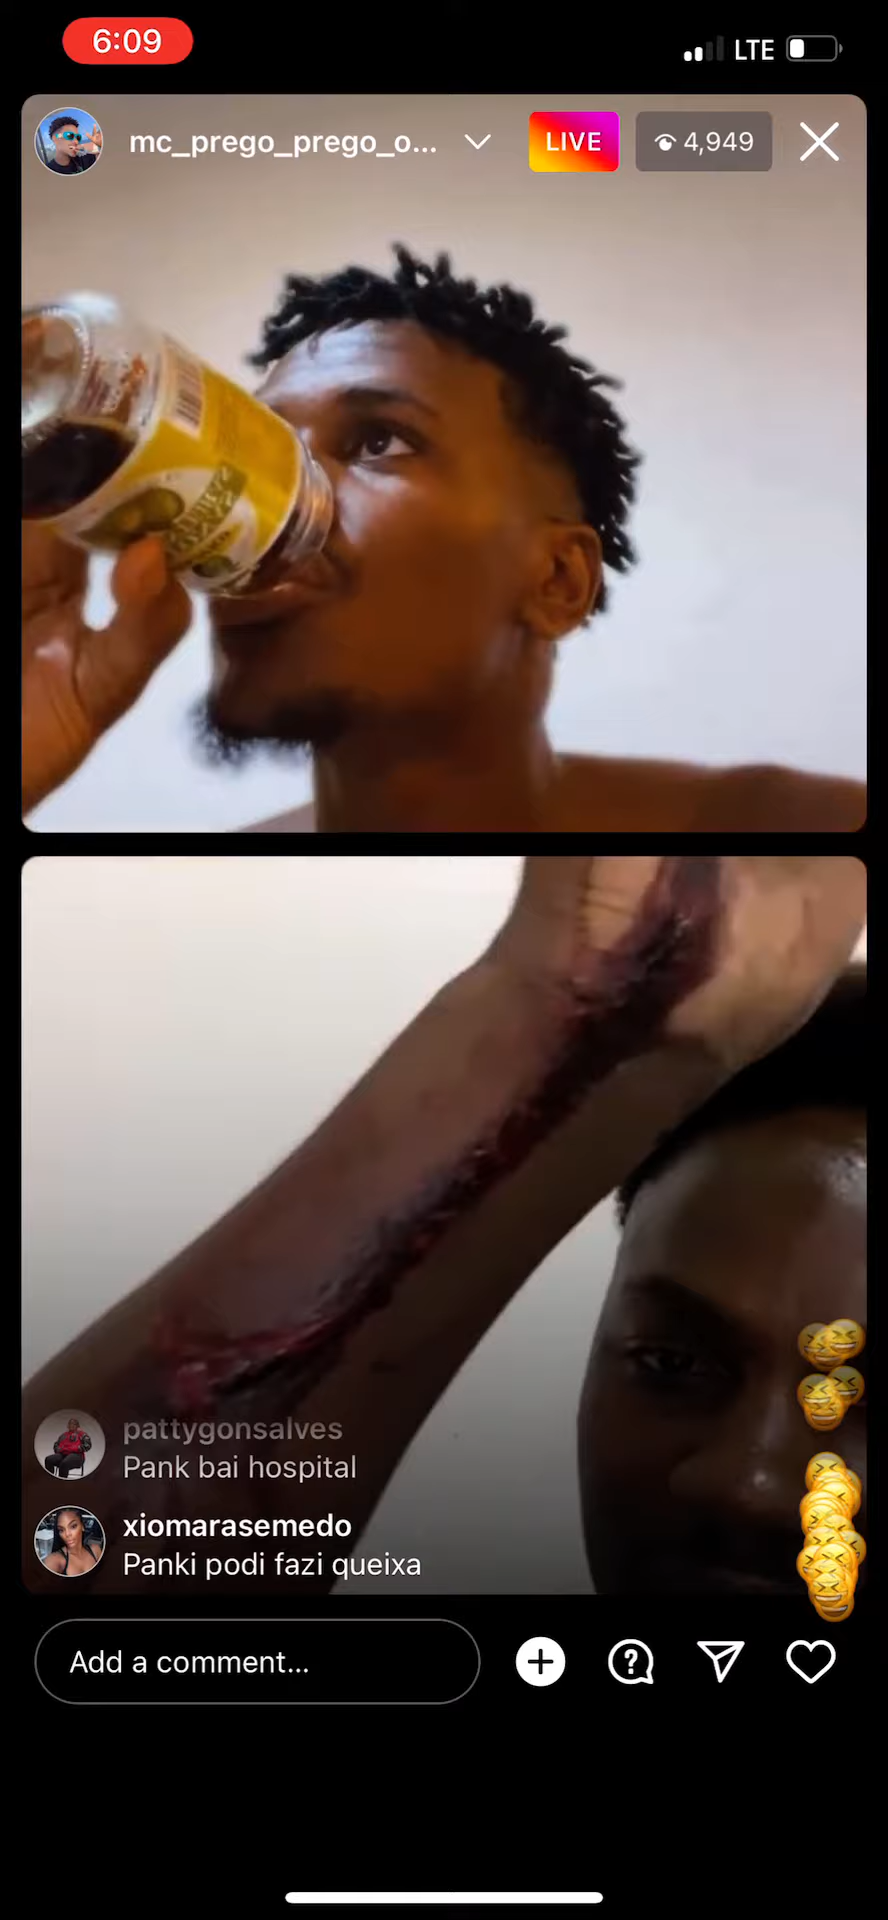 6:09
LTE
mc_prego_prego_o...
LIVE
4,949
pattygonsalves
Pank bai hospital
xiomarasemedo
Panki podi fazi queixa
Add a comment...